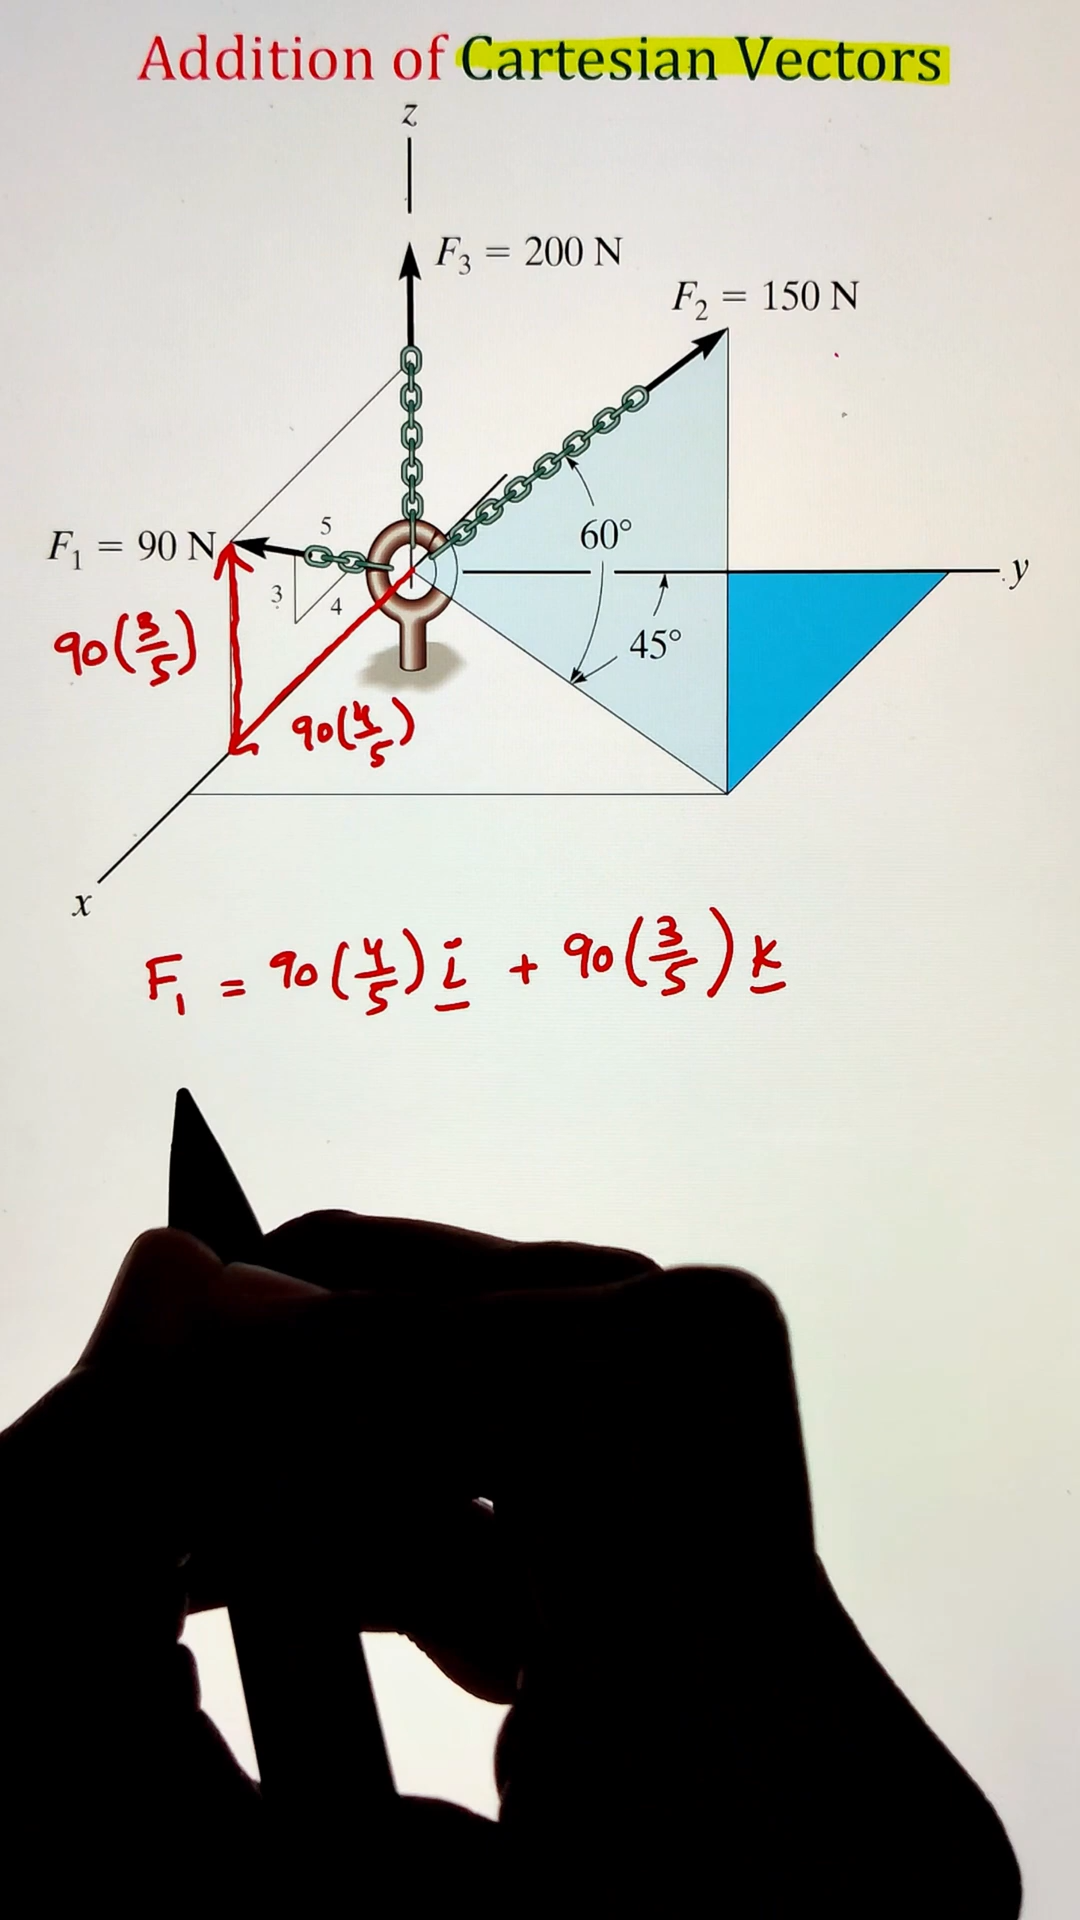 Addition of Cartesian Vectors
z
F₃ = 200 N
F₂ = 150 N
5
F₁ = 90 N
60°
y
3
4
45°
90(3/5)
90(4/5)
x
F₁ = 90(4/5)i + 90(3/5)k